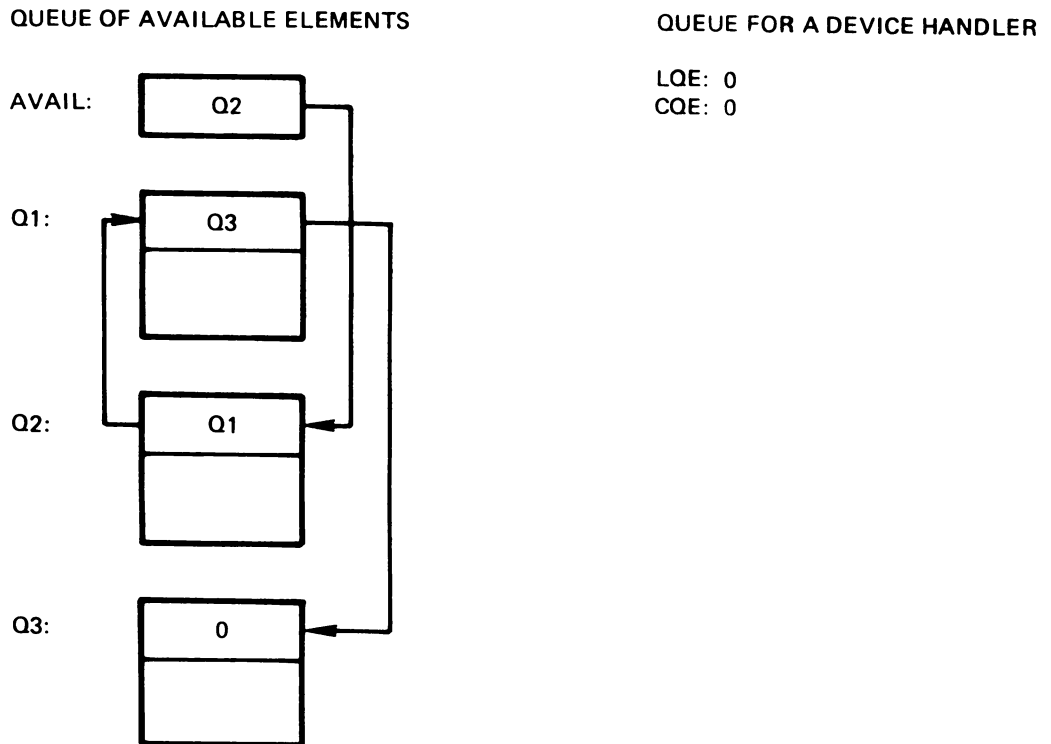 QUEUE OF AVAILABLE ELEMENTS
QUEUE FOR A DEVICE HANDLER
LQE: 0
CQE: 0
AVAIL:
Q2
Q1:
Q3
Q2:
Q1
Q3:
0